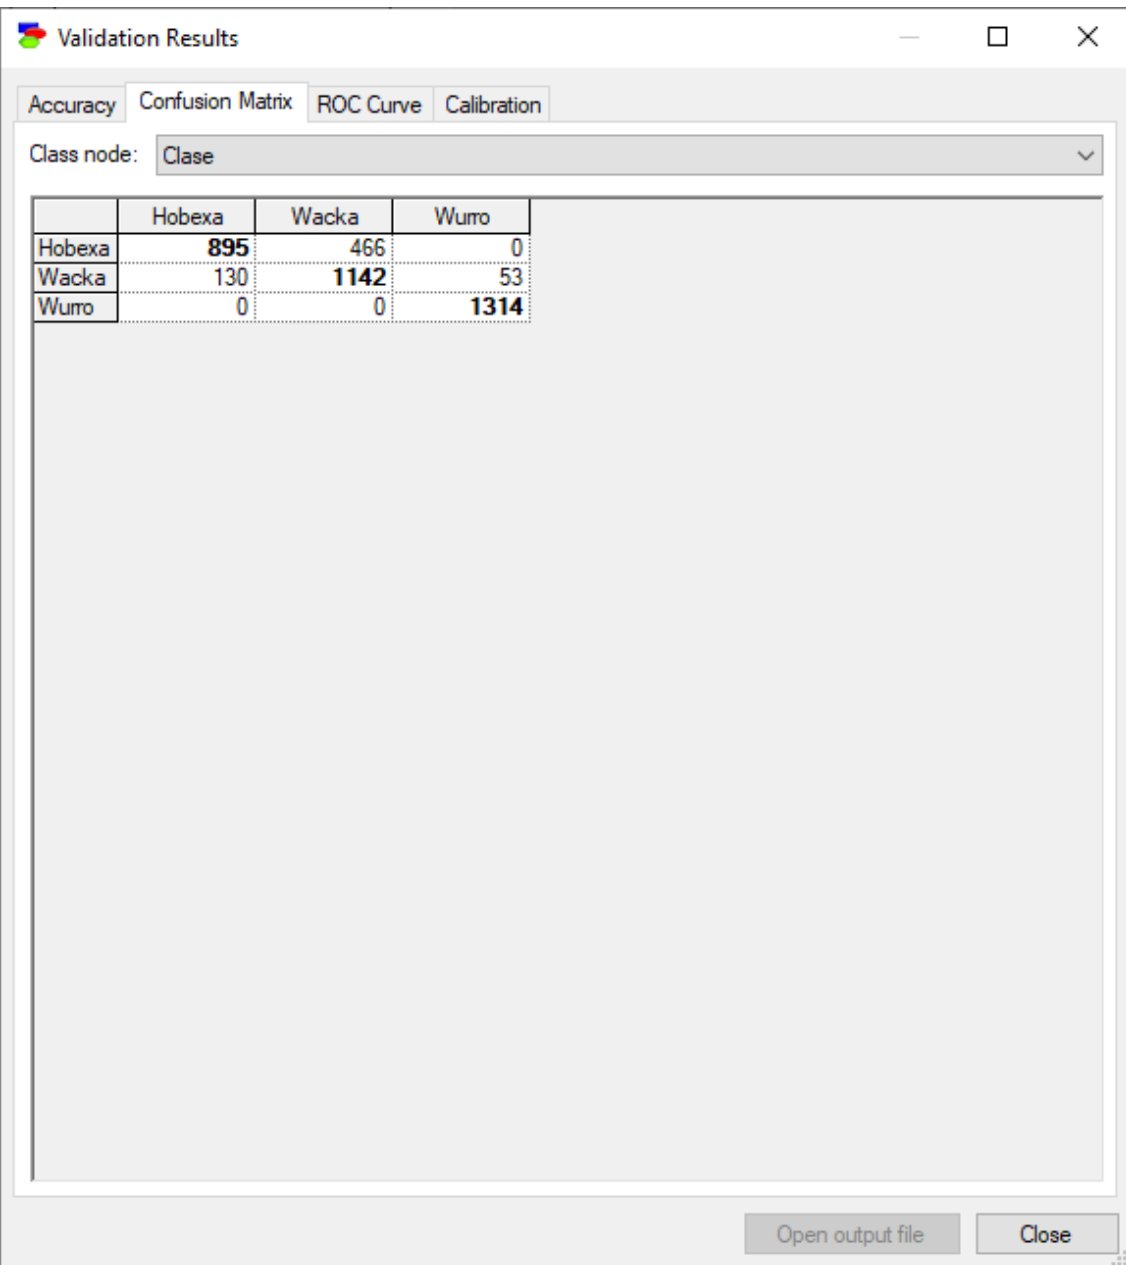 Validation Results
Accuracy Confusion Matrix ROC Curve Calibration
Class node: Clase
Hobexa Wacka Wurro
Hobexa 895 466 0
Wacka 130 1142 53
Wurro 0 0 1314
Open output file Close